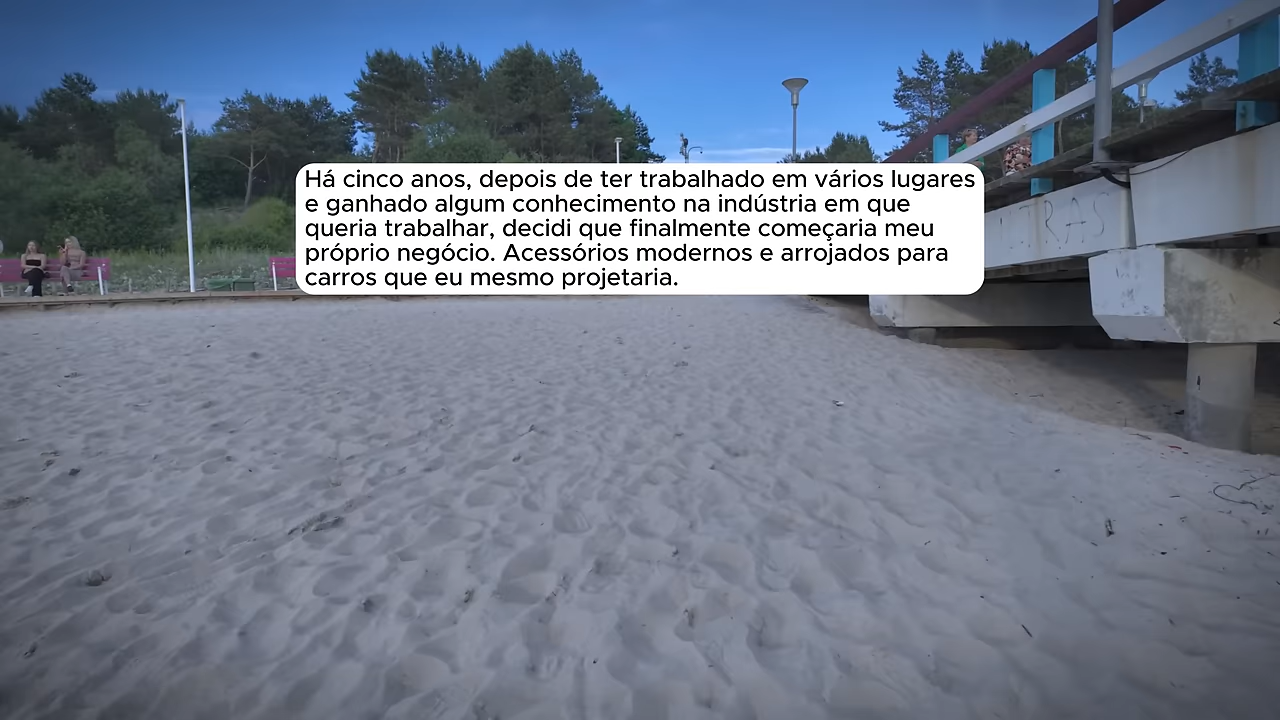 Há cinco anos, depois de ter trabalhado em vários lugares
e ganhado algum conhecimento na indústria em que
queria trabalhar, decidi que finalmente começaria meu
próprio negócio. Acessórios modernos e arrojados para
carros que eu mesmo projetaria.